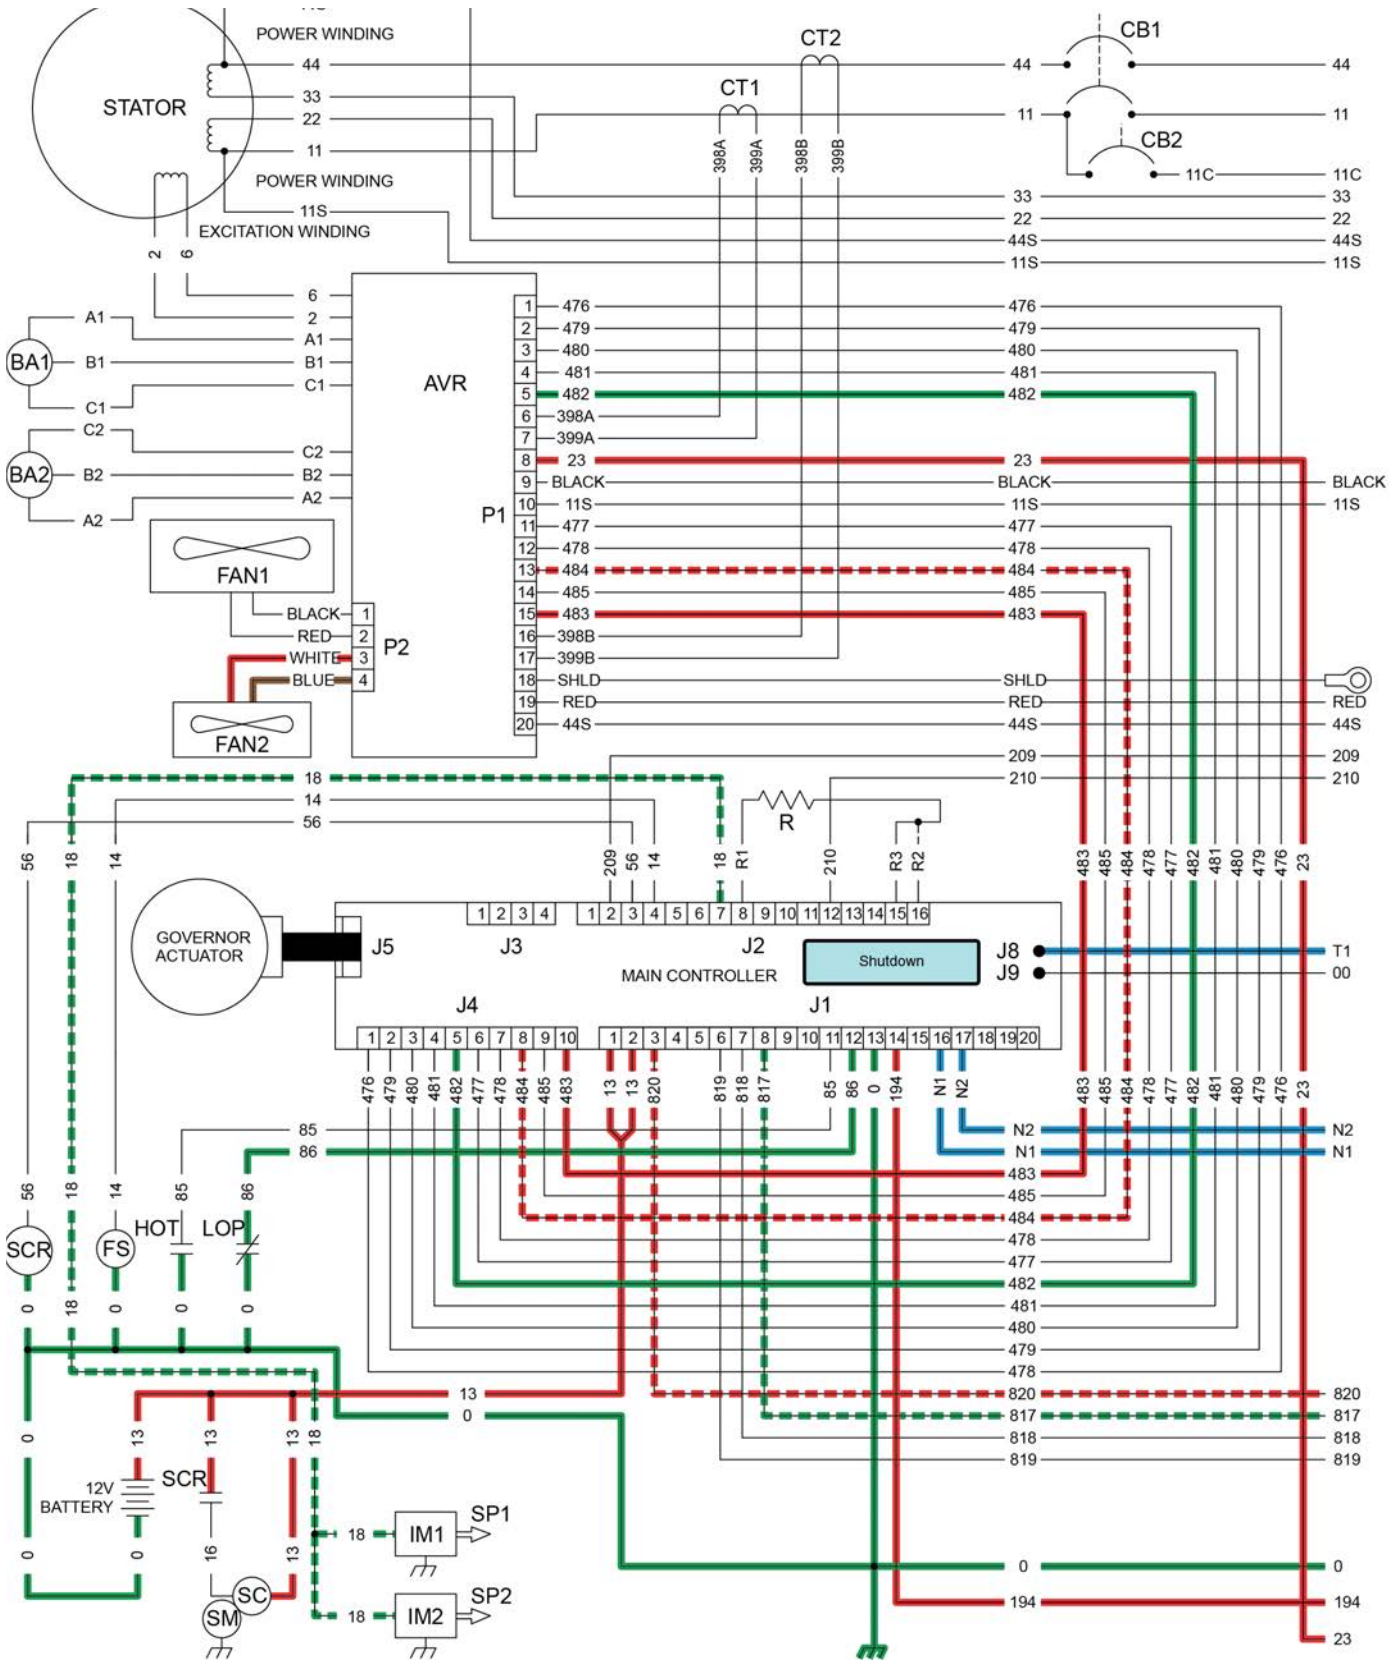 POWER WINDING
CT2
CB1
44
44
44
CT1
STATOR
33
22
11
11
11
CB2
398A
399A
398B
399B
11C
11C
POWER WINDING
33
33
11S
22
22
EXCITATION WINDING
44S
44S
2
6
11S
11S
6
A1
2
A1
BA1
B1
B1
C1
C1
C2
C2
BA2
B2
B2
A2
A2
AVR
P1
1 476 476
2 479 479
3 480 480
4 481 481
5 482 482
6 398A
7 399A
8 23 23
9 BLACK BLACK BLACK
10 11S 11S 11S
11 477 477
12 478 478
13 484 484
14 485 485
15 483 483
16 398B
17 399B
18 SHLD SHLD
19 RED RED RED
20 44S 44S 44S
FAN1
BLACK 1
RED 2
WHITE 3
BLUE 4
P2
FAN2
209 209
18 210 210
14
56
R
56 18 14 209 56 14 18 R1 210 R3 R2 483 485 484 478 477 482 481 480 479 476 23
1 2 3 4
1 2 3 4 5 6 7 8 9 10 11 12 13 14 15 16
GOVERNOR
ACTUATOR
J5
J3
J2
Shutdown
J8 T1
MAIN CONTROLLER
J9 00
J4
J1
1 2 3 4 5 6 7 8 9 10
1 2 3 4 5 6 7 8 9 10 11 12 13 14 15 16 17 18 19 20
476 479 480 481 482 477 478 484 485 483 13 13 820 819 818 817 85 86 0 194 N1 N2 483 485 484 478 477 482 481 480 479 476 23
85 N2 N2
86 N1 N1
483
56 18 14 85 86 485
484
HOT LOP
478
SCR FS
477
482
0 0 18 0 0 481
480
479
478
13 820 820
0 817 817
0 13 13 13 18 818 818
819 819
12V
BATTERY
SCR
SP1
18 IM1
0 0 16 13 0 0
SC
SP2
194 194
SM 18 IM2
23